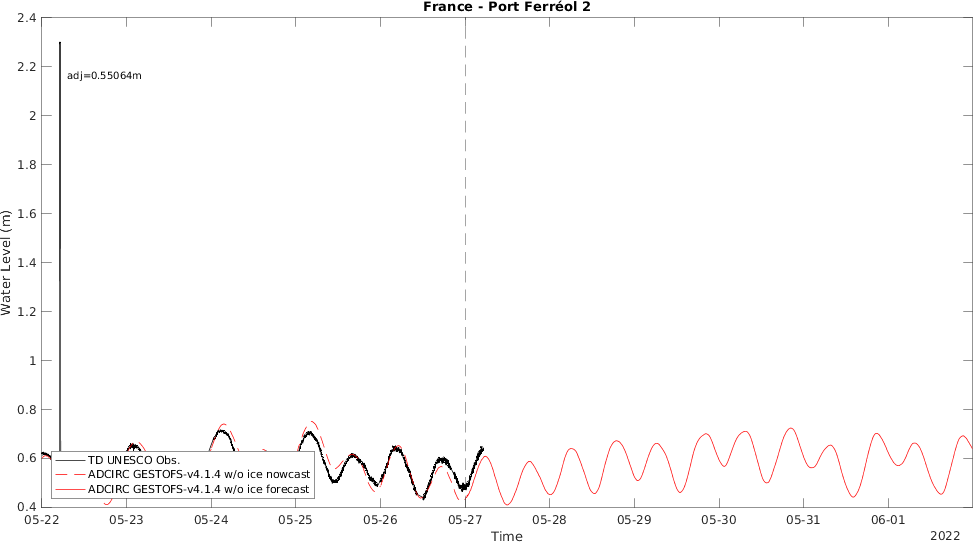 France - Port Ferréol 2
2.4
2.2
2
1.8
1.6
1.4
1.2
1
0.8
0.6
0.4
Water Level (m)
adj=0.55064m
TD UNESCO Obs.
ADCIRC GESTOFS-v4.1.4 w/o ice nowcast
ADCIRC GESTOFS-v4.1.4 w/o ice forecast
05-22 05-23 05-24 05-25 05-26 05-27 05-28 05-29 05-30 05-31 06-01
Time
2022